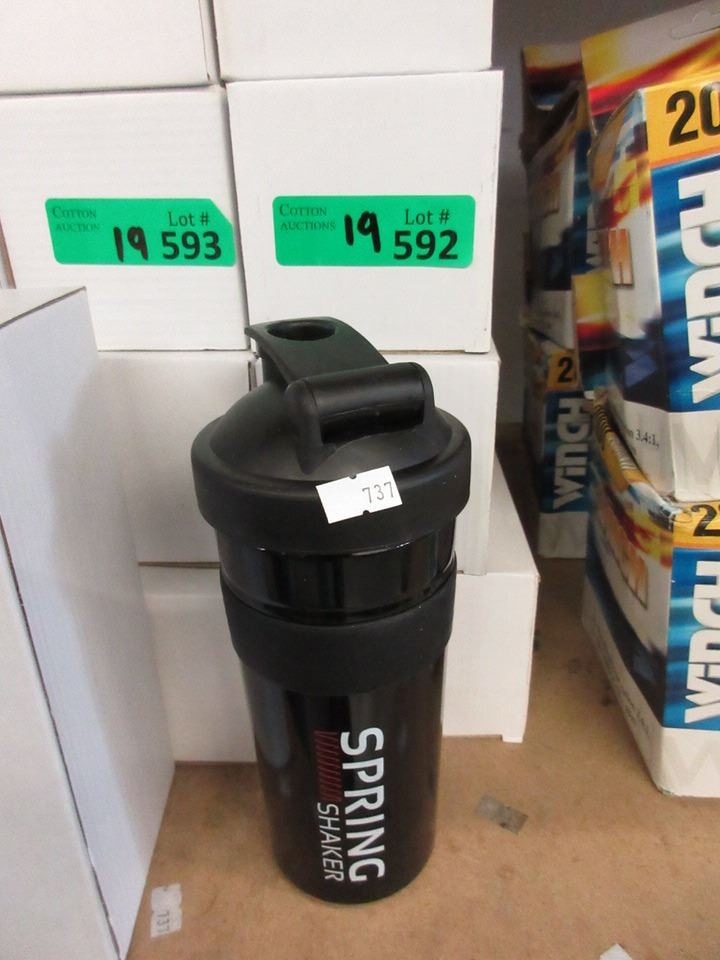 COTTON
AUCTION
19
Lot #
593
COTTON
AUCTIONS
19
Lot #
592
737
SPRING
SHAKER
737
20
WINCH
3.4:1,
2
WINCH
2
WINCH